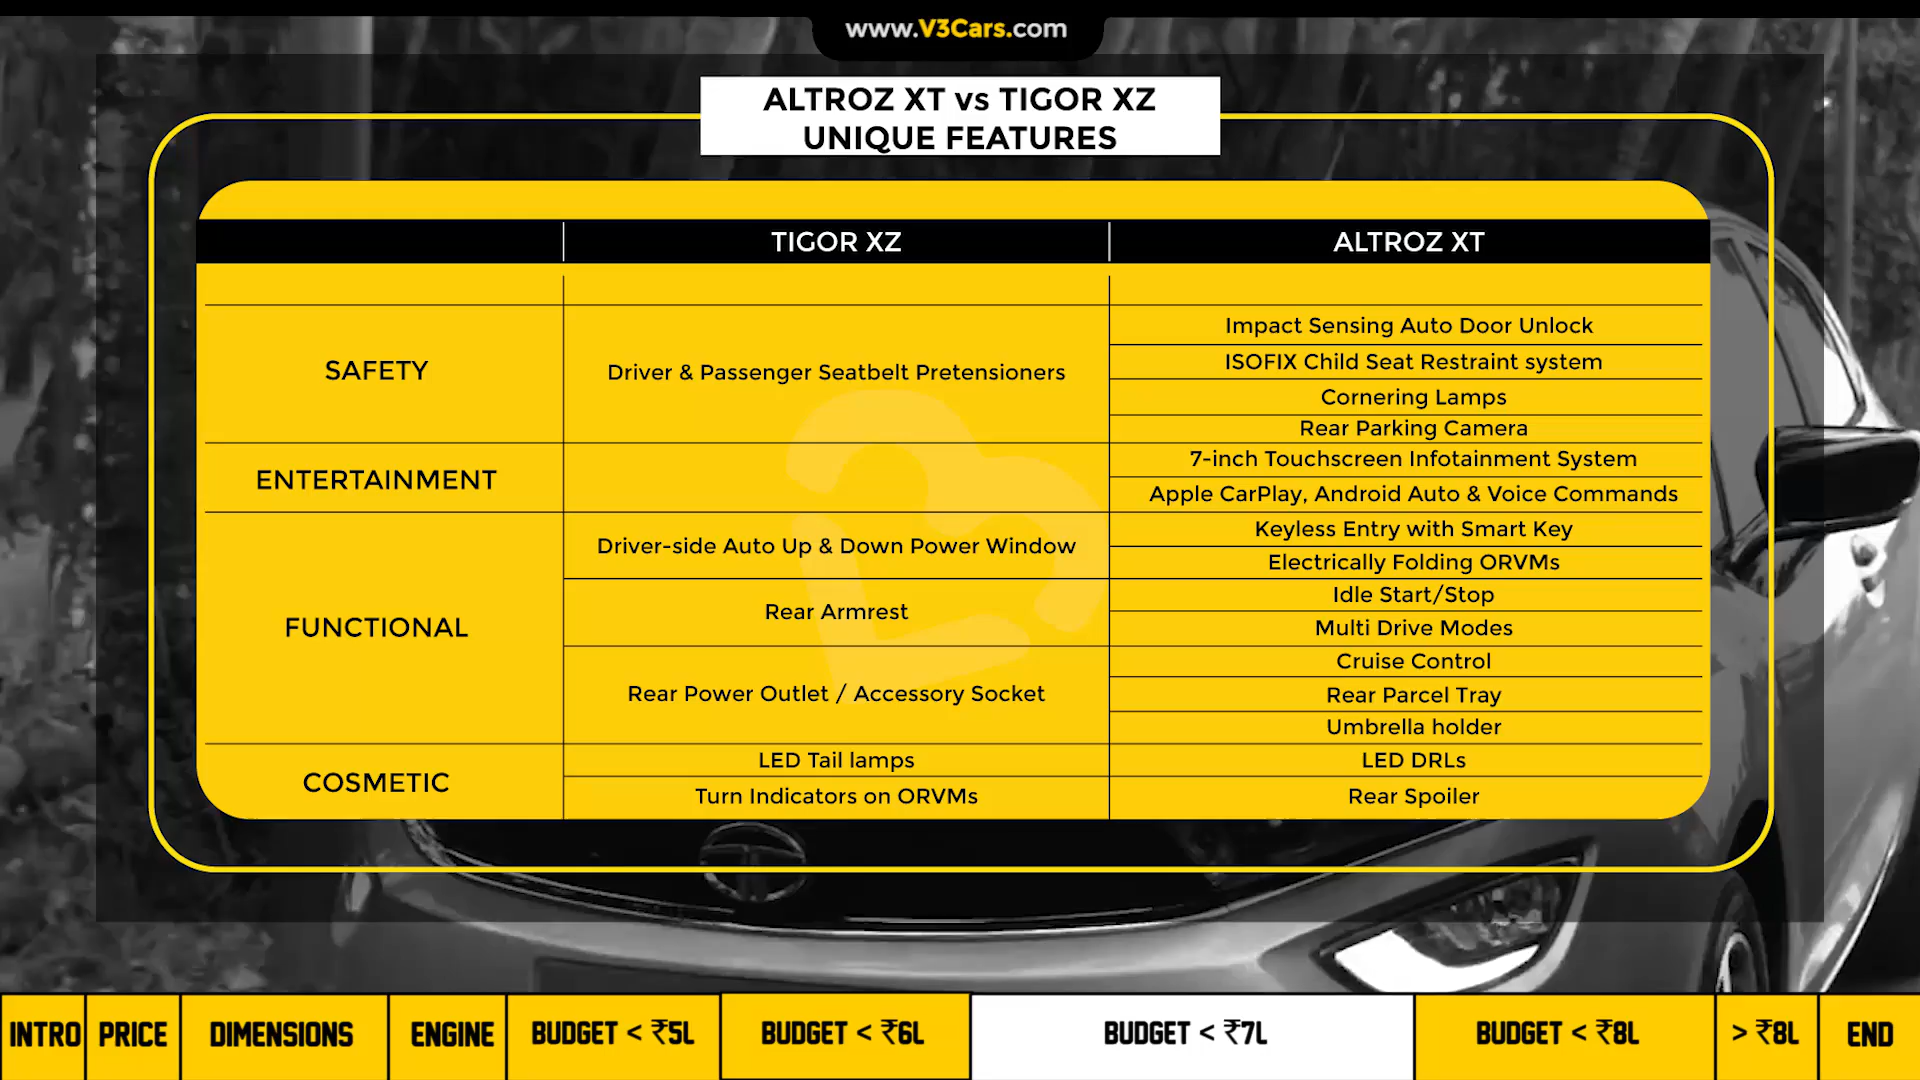 www.V3Cars.com
ALTROZ XT vs TIGOR XZ
UNIQUE FEATURES
TIGOR XZ
ALTROZ XT
SAFETY
Driver & Passenger Seatbelt Pretensioners
Impact Sensing Auto Door Unlock
ISOFIX Child Seat Restraint system
Cornering Lamps
Rear Parking Camera
ENTERTAINMENT
7-inch Touchscreen Infotainment System
Apple CarPlay, Android Auto & Voice Commands
FUNCTIONAL
Driver-side Auto Up & Down Power Window
Rear Armrest
Rear Power Outlet / Accessory Socket
Keyless Entry with Smart Key
Electrically Folding ORVMs
Idle Start/Stop
Multi Drive Modes
Cruise Control
Rear Parcel Tray
Umbrella holder
COSMETIC
LED Tail lamps
Turn Indicators on ORVMs
LED DRLs
Rear Spoiler
INTRO
PRICE
DIMENSIONS
ENGINE
BUDGET < ₹5L
BUDGET < ₹6L
BUDGET < ₹7L
BUDGET < ₹8L
> ₹8L
END